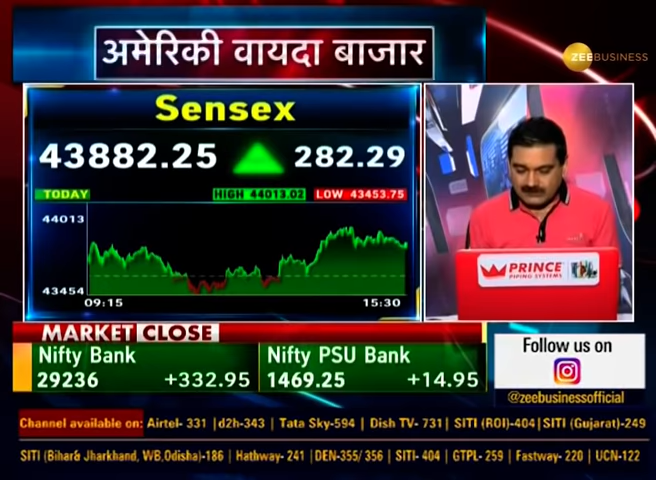 अमेरिकी वायदा बाजार
ZEEBUSINESS
Sensex
43882.25 282.29
TODAY HIGH 44013.02 LOW 43453.75
44013
43454
09:15 15:30
PRINCE
PIPING SYSTEMS
MARKET CLOSE
Nifty Bank
29236 +332.95
Nifty PSU Bank
1469.25 +14.95
Follow us on
@zeebusinessofficial
Channel available on: Airtel- 331 |d2h-343 | Tata Sky-594 | Dish TV- 731| SITI (ROI)-404|SITI (Gujarat)-249
SITI (Bihar& Jharkhand, WB,Odisha)-186 | Hathway- 241 |DEN-355/ 356 | SITI- 404 | GTPL- 259 | Fastway- 220 | UCN-122